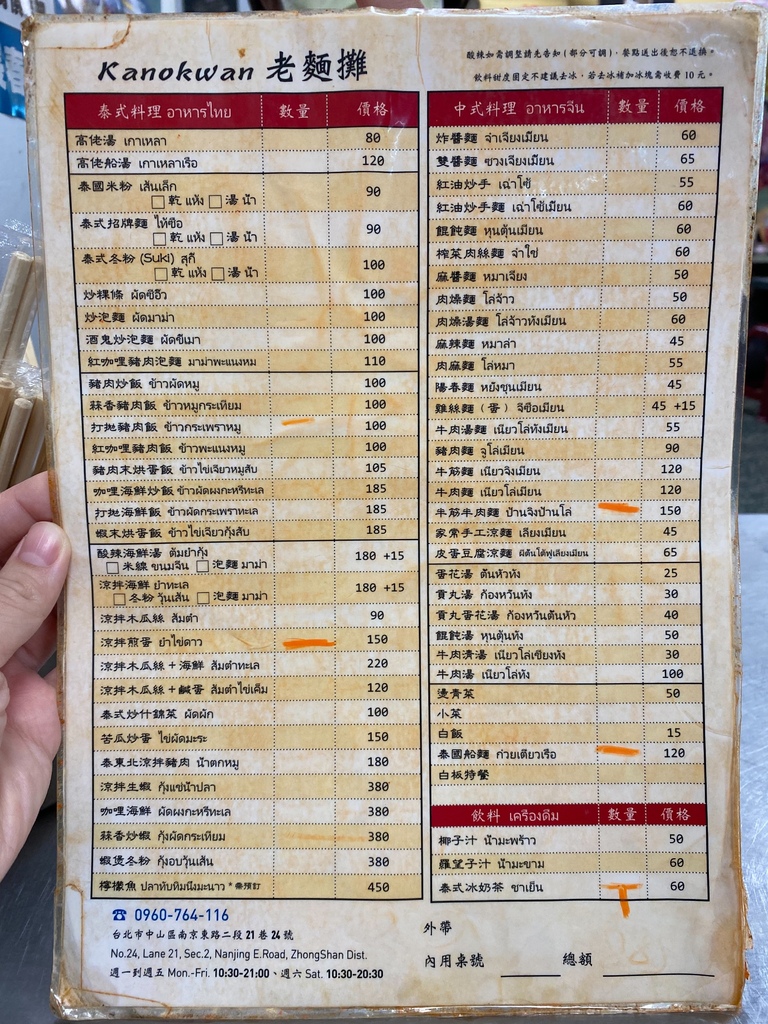 Kanokwan 老麵攤
酸辣如需調整請先告知(部分可調)，餐點送出後恕不退換。
飲料甜度固定不建議去冰，若去冰補加冰塊需收費 10 元。
泰式料理 อาหารไทย 數量 價格
高佬湯 เกาเหลา 80
高佬船湯 เกาเหลาเรือ 120
泰國米粉 เส้นเล็ก 90
□ 乾 แห้ง □ 湯 น้ำ
泰式招牌麵 ไห้ซือ 90
□ 乾 แห้ง □ 湯 น้ำ
泰式冬粉 (Suki) สุกี้ 100
□ 乾 แห้ง □ 湯 น้ำ
炒粿條 ผัดซีอิ๊ว 100
炒泡麵 ผัดมาม่า 100
酒鬼炒泡麵 ผัดขี้เมา 100
紅咖哩豬肉泡麵 มาม่าพะแนงหมู 110
豬肉炒飯 ข้าวผัดหมู 100
蒜香豬肉飯 ข้าวหมูกระเทียม 100
打拋豬肉飯 ข้าวกระเพราหมู 100
紅咖哩豬肉飯 ข้าวพะแนงหมู 100
豬肉末烘蛋飯 ข้าวไข่เจียวหมูสับ 105
咖哩海鮮炒飯 ข้าวผัดผงกะหรี่ทะเล 185
打拋海鮮飯 ข้าวผัดกระเพราทะเล 185
蝦末烘蛋飯 ข้าวไข่เจียวกุ้งสับ 185
酸辣海鮮湯 ต้มยำกุ้ง 180 +15
□ 米線 ขนมจีน □ 泡麵 มาม่า
涼拌海鮮 ยำทะเล 180 +15
□ 冬粉 วุ้นเส้น □ 泡麵 มาม่า
涼拌木瓜絲 ส้มตำ 90
涼拌煎蛋 ยำไข่ดาว 150
涼拌木瓜絲+海鮮 ส้มตำทะเล 220
涼拌木瓜絲+鹹蛋 ส้มตำไข่เค็ม 120
泰式炒什錦菜 ผัดผัก 100
苦瓜炒蛋 ไข่ผัดมะระ 150
泰東北涼拌豬肉 น้ำตกหมู 180
涼拌生蝦 กุ้งแช่น้ำปลา 380
咖哩海鮮 ผัดผงกะหรี่ทะเล 380
蒜香炒蝦 กุ้งผัดกระเทียม 380
蝦煲冬粉 กุ้งอบวุ้นเส้น 380
檸檬魚 ปลาทับทิมนึ่งมะนาว *需預訂 450
中式料理 อาหารจีน 數量 價格
炸醬麵 จ่าเจียงเมียน 60
雙醬麵 ซวงเจียงเมียน 65
紅油炒手 เฉ่าโซ้ 55
紅油炒手麵 เฉ่าโซ้เมียน 60
餛飩麵 หุนตุ้นเมียน 60
榨菜肉絲麵 จ่าไช่ 60
麻醬麵 หมาเจียง 50
肉燥麵 โล่จ้าว 50
肉燥湯麵 โล่จ้าวทังเมียน 60
麻辣麵 หมาล่า 45
肉麻麵 โล่หมา 55
陽春麵 หยังชุนเมียน 45
雞絲麵(蛋) จีซือเมียน 45 +15
牛肉湯麵 เนียวโล่ทังเมียน 55
豬肉麵 จูโล่เมียน 90
牛筋麵 เนียวจิงเมียน 120
牛肉麵 เนียวโล่เมียน 120
牛筋牛肉麵 ป้านจิงป้านโล่ 150
家常手工涼麵 เลียงเมียน 45
皮蛋豆腐涼麵 ผีตันโต้ฟูเลียงเมียน 65
蛋花湯 ตันหัวทัง 25
貢丸湯 ก้องหวันทัง 30
貢丸蛋花湯 ก้องหวันตันหัว 40
餛飩湯 หุนตุ้นทัง 50
牛肉清湯 เนียวโล่เชียงทัง 30
牛肉湯 เนียวโล่ทัง 100
燙青菜 50
小菜
白飯 15
泰國船麵 ก๋วยเตียวเรือ 120
白板特餐
飲料 เครื่องดื่ม 數量 價格
椰子汁 น้ำมะพร้าว 50
羅望子汁 น้ำมะขาม 60
泰式冰奶茶 ชาเย็น T 60
☎ 0960-764-116
台北市中山區南京東路二段 21 巷 24 號
No.24, Lane 21, Sec.2, Nanjing E.Road, ZhongShan Dist.
週一到週五 Mon.-Fri. 10:30-21:00、週六 Sat. 10:30-20:30
外帶
內用桌號 總額